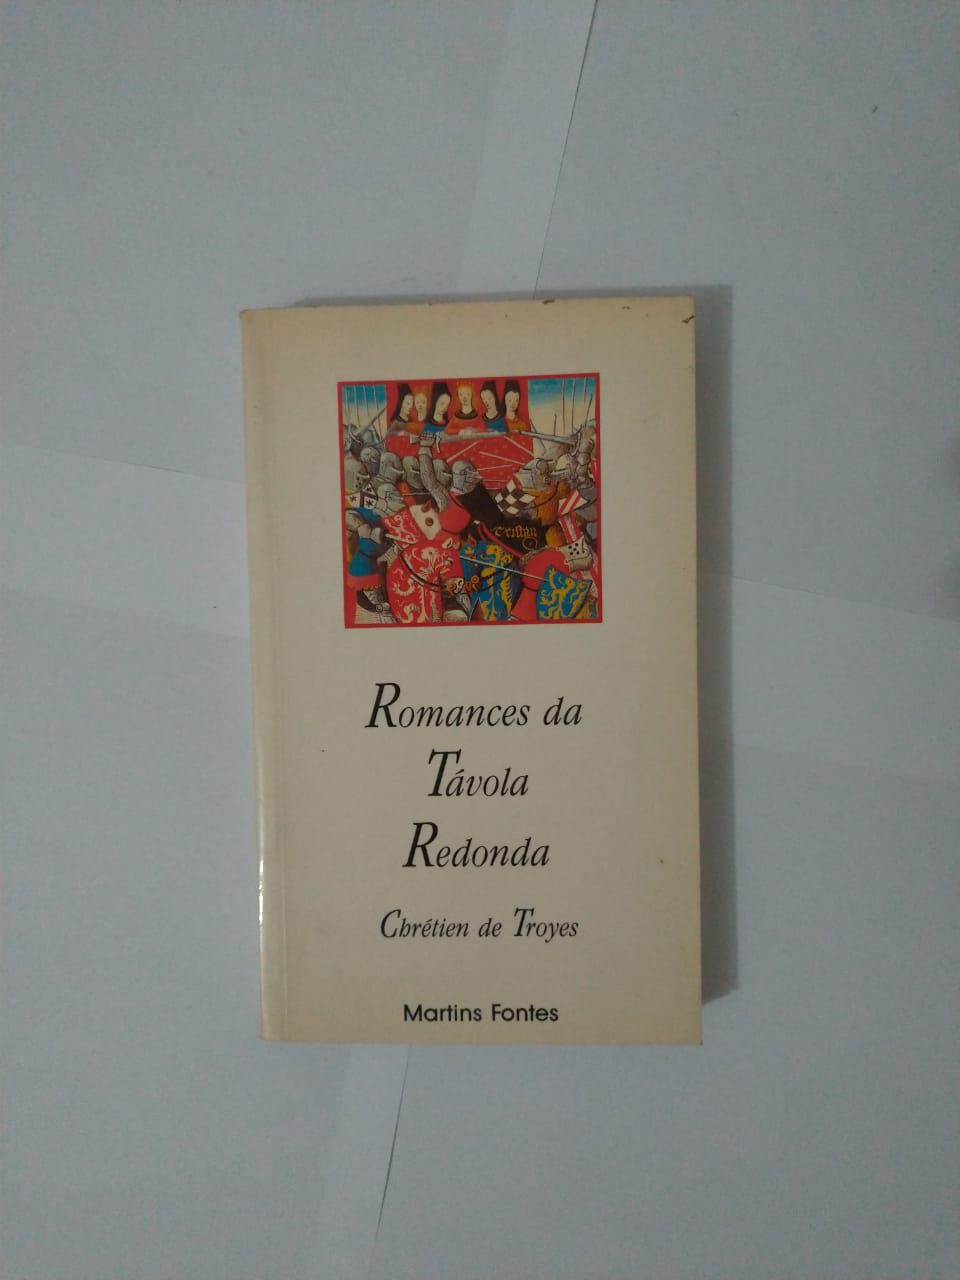 Romances da
Távola
Redonda
Chrétien de Troyes
Martins Fontes